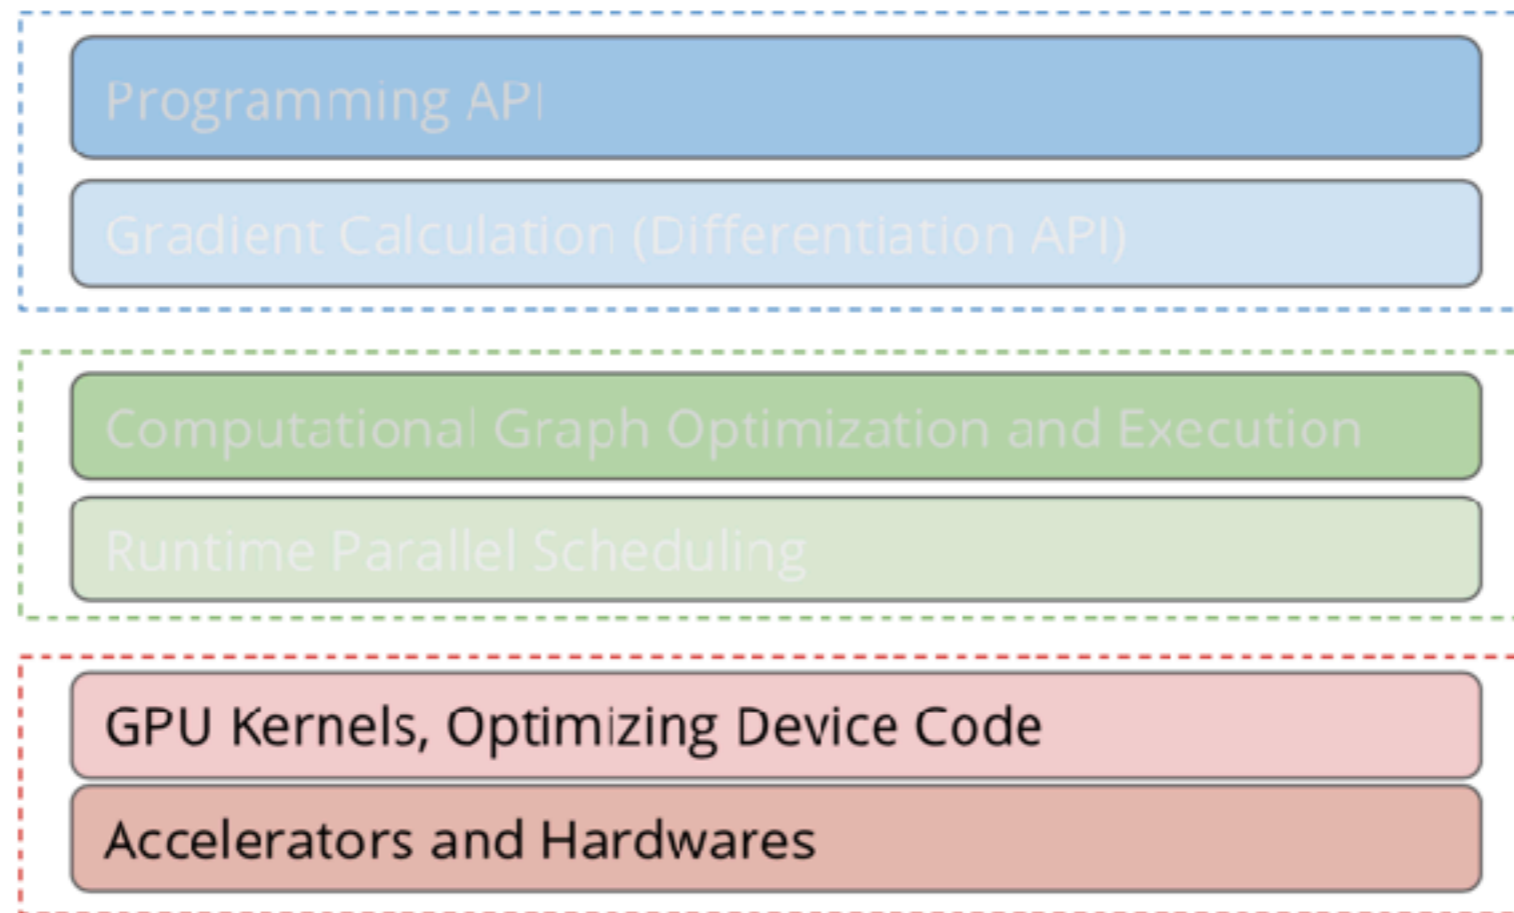 Programming API
Gradient Calculation (Differentiation API)
Computational Graph Optimization and Execution
Runtime Parallel Scheduling
GPU Kernels, Optimizing Device Code
Accelerators and Hardwares